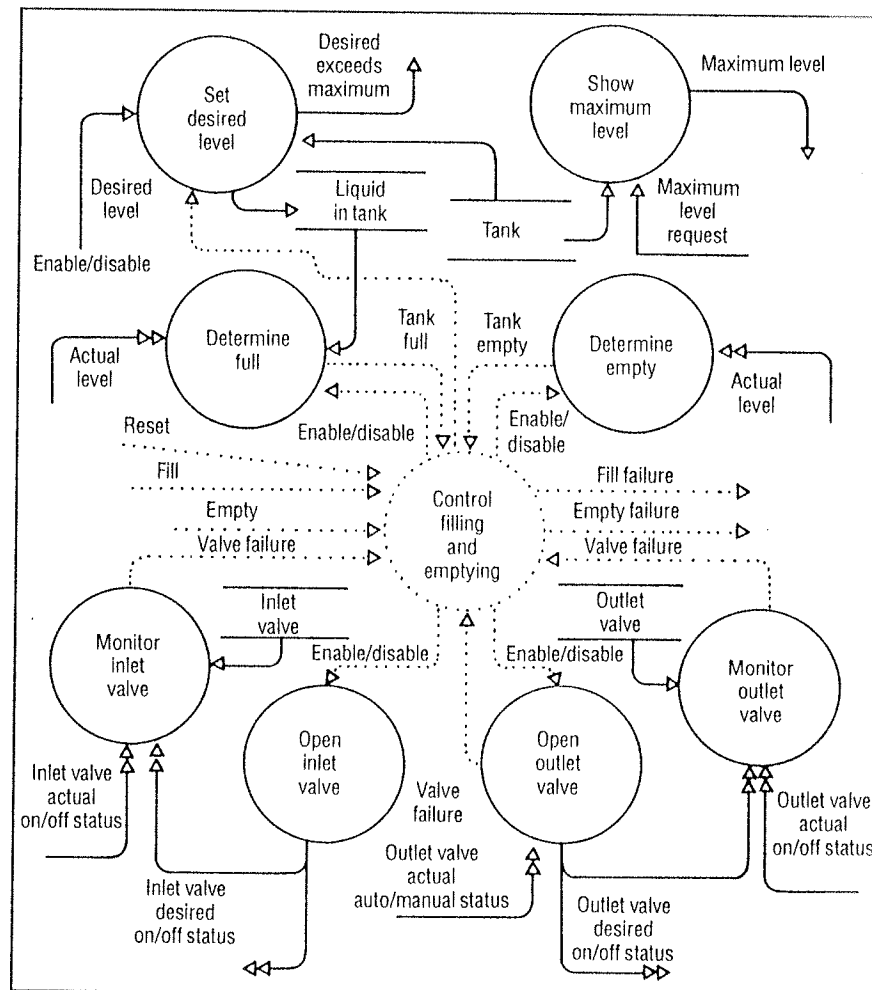 Desired
exceeds
maximum
Set
desired
level
Show
maximum
level
Maximum level
Desired
level
Liquid
in tank
Tank
Maximum
level
request
Enable/disable
Determine
full
Tank
full
Tank
empty
Determine
empty
Actual
level
Actual
level
Enable/disable
Enable/
disable
Reset
Fill
Empty
Valve failure
Control
filling
and
emptying
Fill failure
Empty failure
Valve failure
Inlet
valve
Outlet
valve
Monitor
inlet
valve
Enable/disable
Enable/disable
Monitor
outlet
valve
Open
inlet
valve
Open
outlet
valve
Inlet valve
actual
on/off status
Valve
failure
Outlet valve
actual
on/off status
Outlet valve
actual
auto/manual status
Inlet valve
desired
on/off status
Outlet valve
desired
on/off status